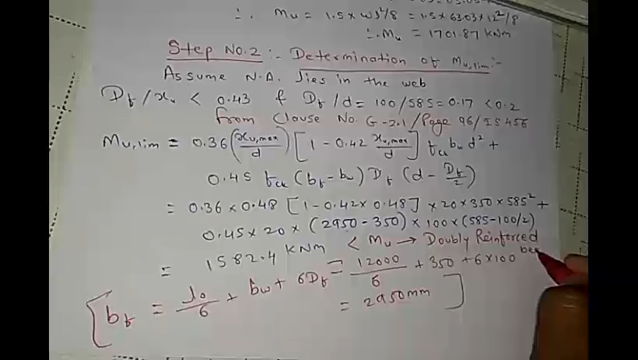 ∴ Mu = 1.5 × wJ²/8 = 1.5 × 63.03 × 12²/8
∴ Mu = 1701.87 KNm
Step No.2:- Determination of Mu,lim:-
Assume N.A. lies in the web
Df/xu < 0.43 & Df/d = 100/585 = 0.17 < 0.2
From Clouse No. G-2.1/Page 96/IS 456
Mu,lim = 0.36 (xu,max/d) [1 - 0.42 xu,max/d] fck bw d² +
0.45 fck (bf - bw) Df (d - Df/2)
= 0.36 × 0.48 [1 - 0.42 × 0.48] × 20 × 350 × 585² +
0.45 × 20 × (2950 - 350) × 100 × (585 - 100/2)
= 1582.4 KNm < Mu → Doubly Reinforced
[bf = Jo/6 + bw + 6Df = 12000/6 + 350 + 6 × 100
= 2950mm]